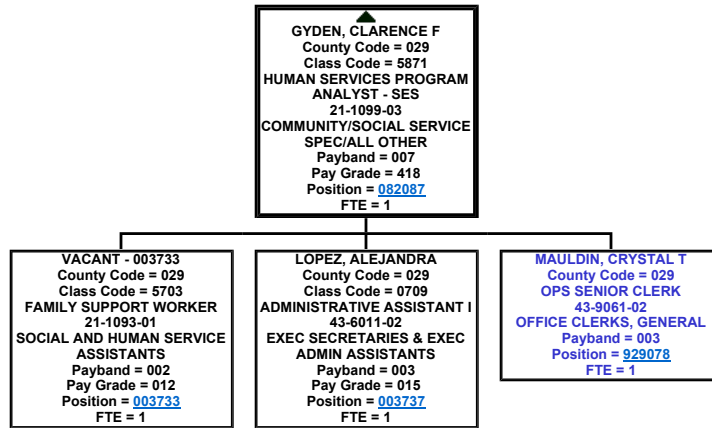 GYDEN, CLARENCE F
County Code = 029
Class Code = 5871
HUMAN SERVICES PROGRAM
ANALYST - SES
21-1099-03
COMMUNITY/SOCIAL SERVICE
SPEC/ALL OTHER
Payband = 007
Pay Grade = 418
Position = 082087
FTE = 1
VACANT - 003733
County Code = 029
Class Code = 5703
FAMILY SUPPORT WORKER
21-1093-01
SOCIAL AND HUMAN SERVICE
ASSISTANTS
Payband = 002
Pay Grade = 012
Position = 003733
FTE = 1
LOPEZ, ALEJANDRA
County Code = 029
Class Code = 0709
ADMINISTRATIVE ASSISTANT I
43-6011-02
EXEC SECRETARIES & EXEC
ADMIN ASSISTANTS
Payband = 003
Pay Grade = 015
Position = 003737
FTE = 1
MAULDIN, CRYSTAL T
County Code = 029
OPS SENIOR CLERK
43-9061-02
OFFICE CLERKS, GENERAL
Payband = 003
Position = 929078
FTE = 1